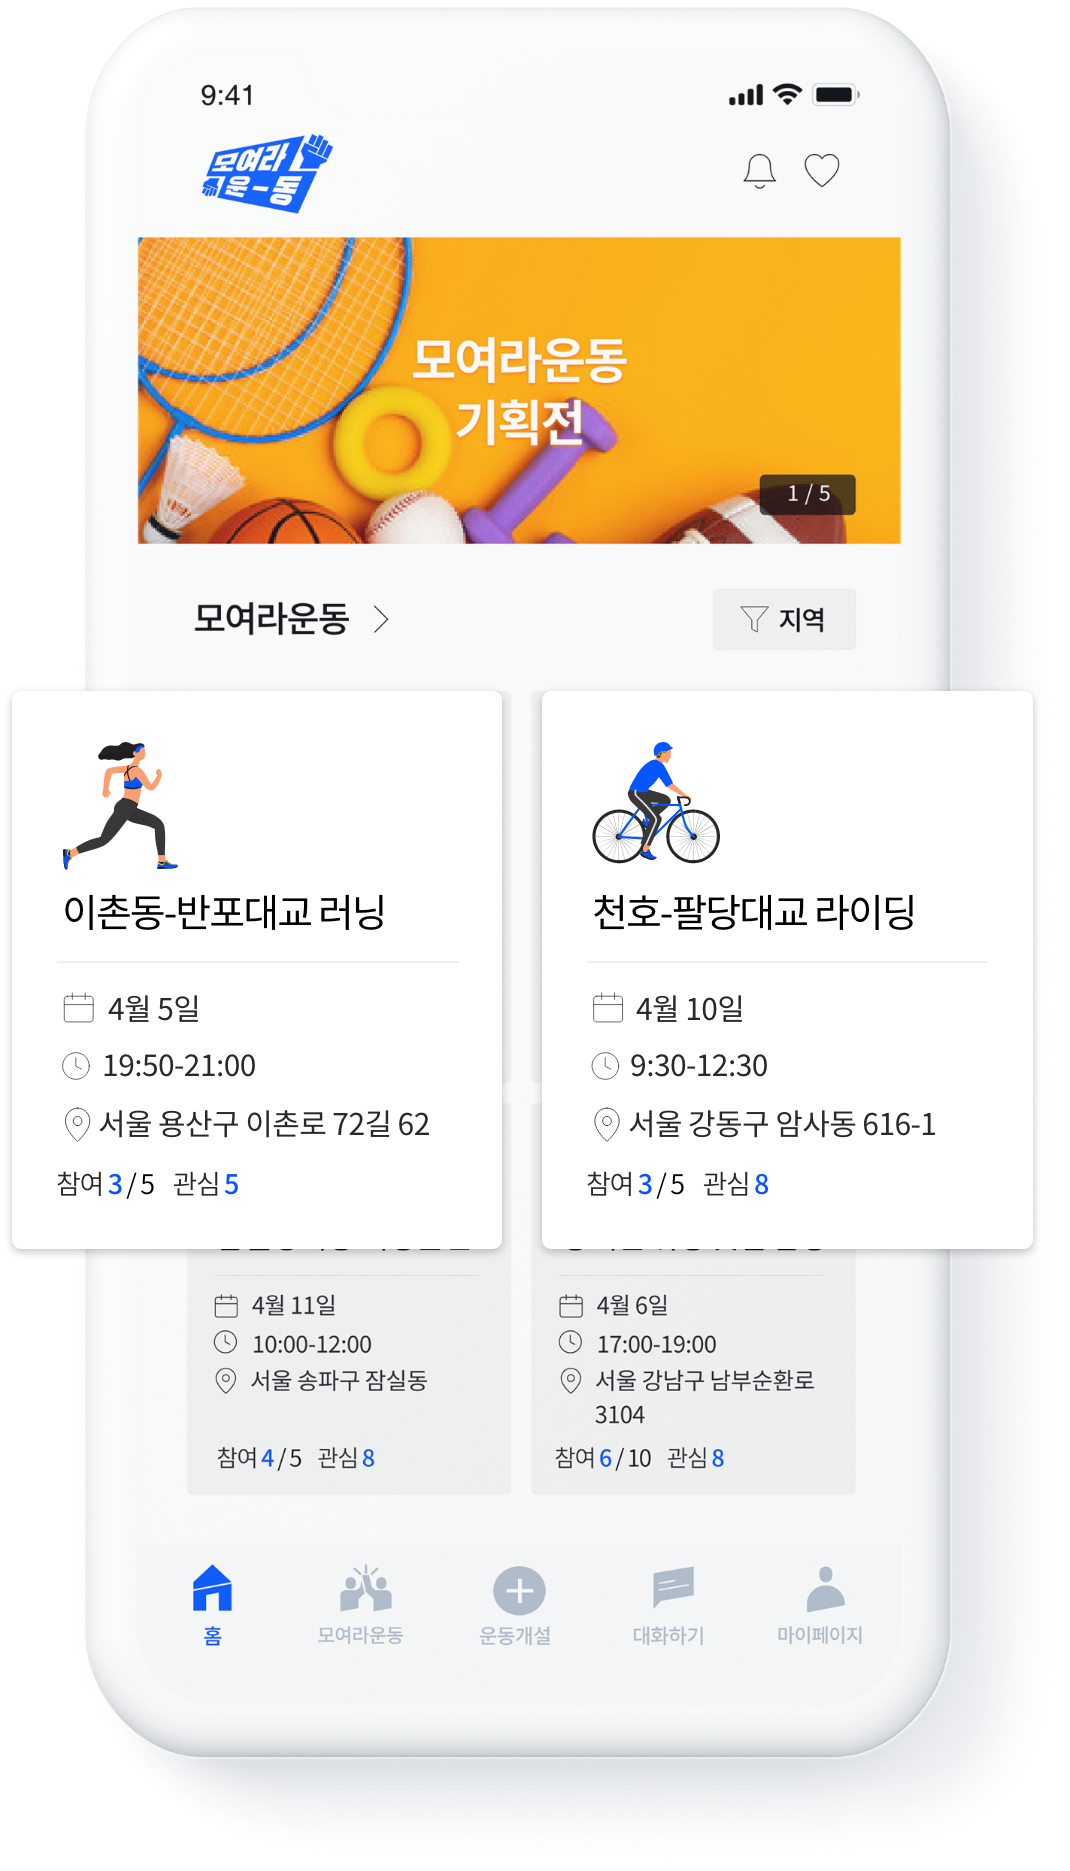 9:41
모여라
운-동
모여라운동
기획전
1 / 5
모여라운동
지역
이촌동-반포대교 러닝
4월 5일
19:50-21:00
서울 용산구 이촌로 72길 62
참여 3 / 5 관심 5
천호-팔당대교 라이딩
4월 10일
9:30-12:30
서울 강동구 암사동 616-1
참여 3 / 5 관심 8
4월 11일
10:00-12:00
서울 송파구 잠실동
참여 4 / 5 관심 8
4월 6일
17:00-19:00
서울 강남구 남부순환로
3104
참여 6 / 10 관심 8
홈
모여라운동
운동개설
대화하기
마이페이지